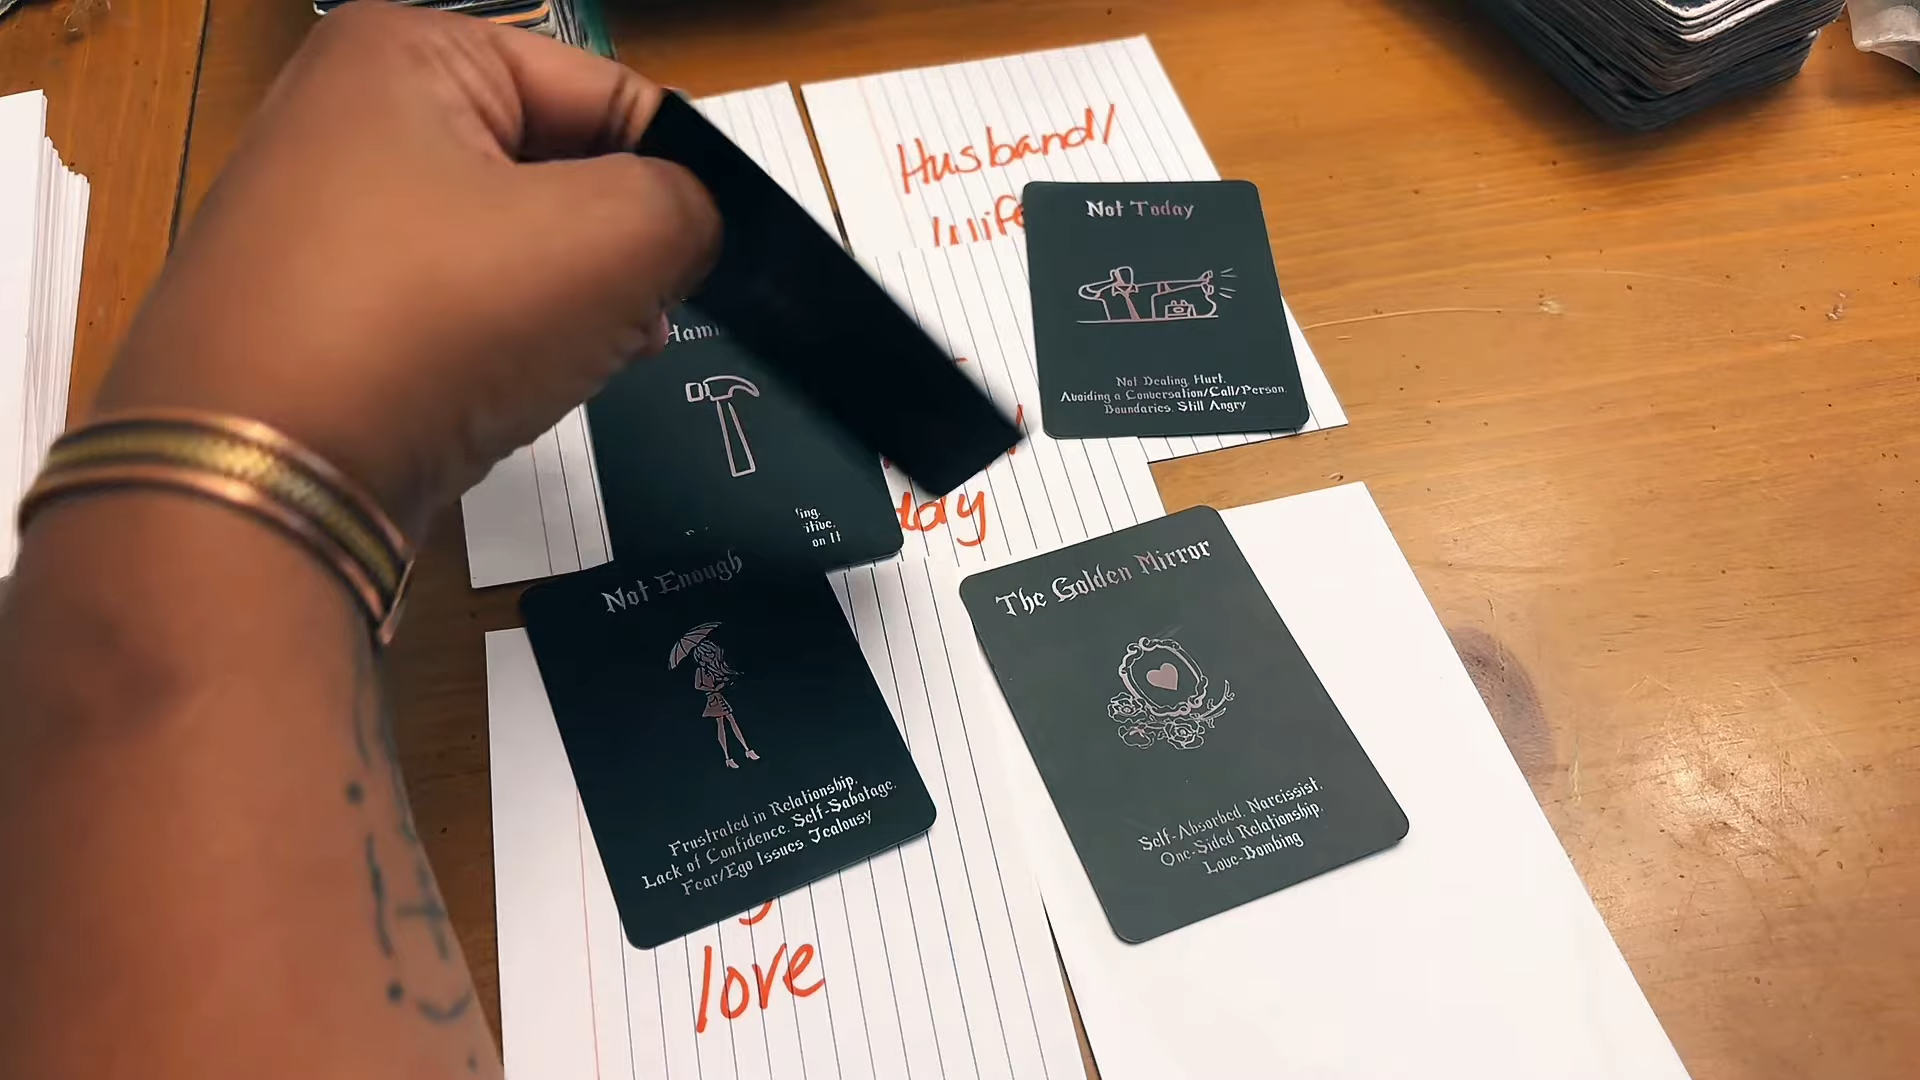 Husband/
Not Today
Not Dealing. Hurt.
Avoiding a Conversation/Call/Person.
Boundaries. Still Angry
Not Enough
Frustrated in Relationship.
Lack of Confidence. Self-Sabotage.
Fear/Ego Issues. Jealousy
The Golden Mirror
Self-Absorbed. Narcissist.
One-Sided Relationship.
Love-Bombing
love